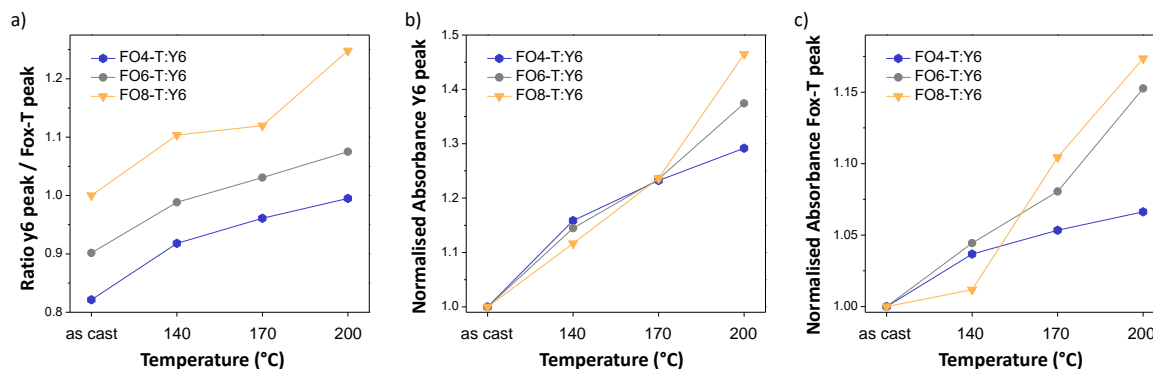 a)
Ratio y6 peak / Fox-T peak
1.2
1.1
1.0
0.9
0.8
FO4-T:Y6
FO6-T:Y6
FO8-T:Y6
as cast
140
170
200
Temperature (°C)
b)
Normalised Absorbance Y6 peak
1.5
1.4
1.3
1.2
1.1
1.0
FO4-T:Y6
FO6-T:Y6
FO8-T:Y6
as cast
140
170
200
Temperature (°C)
c)
Normalised Absorbance Fox-T peak
1.175
1.15
1.10
1.05
1.00
FO4-T:Y6
FO6-T:Y6
FO8-T:Y6
as cast
140
170
200
Temperature (°C)